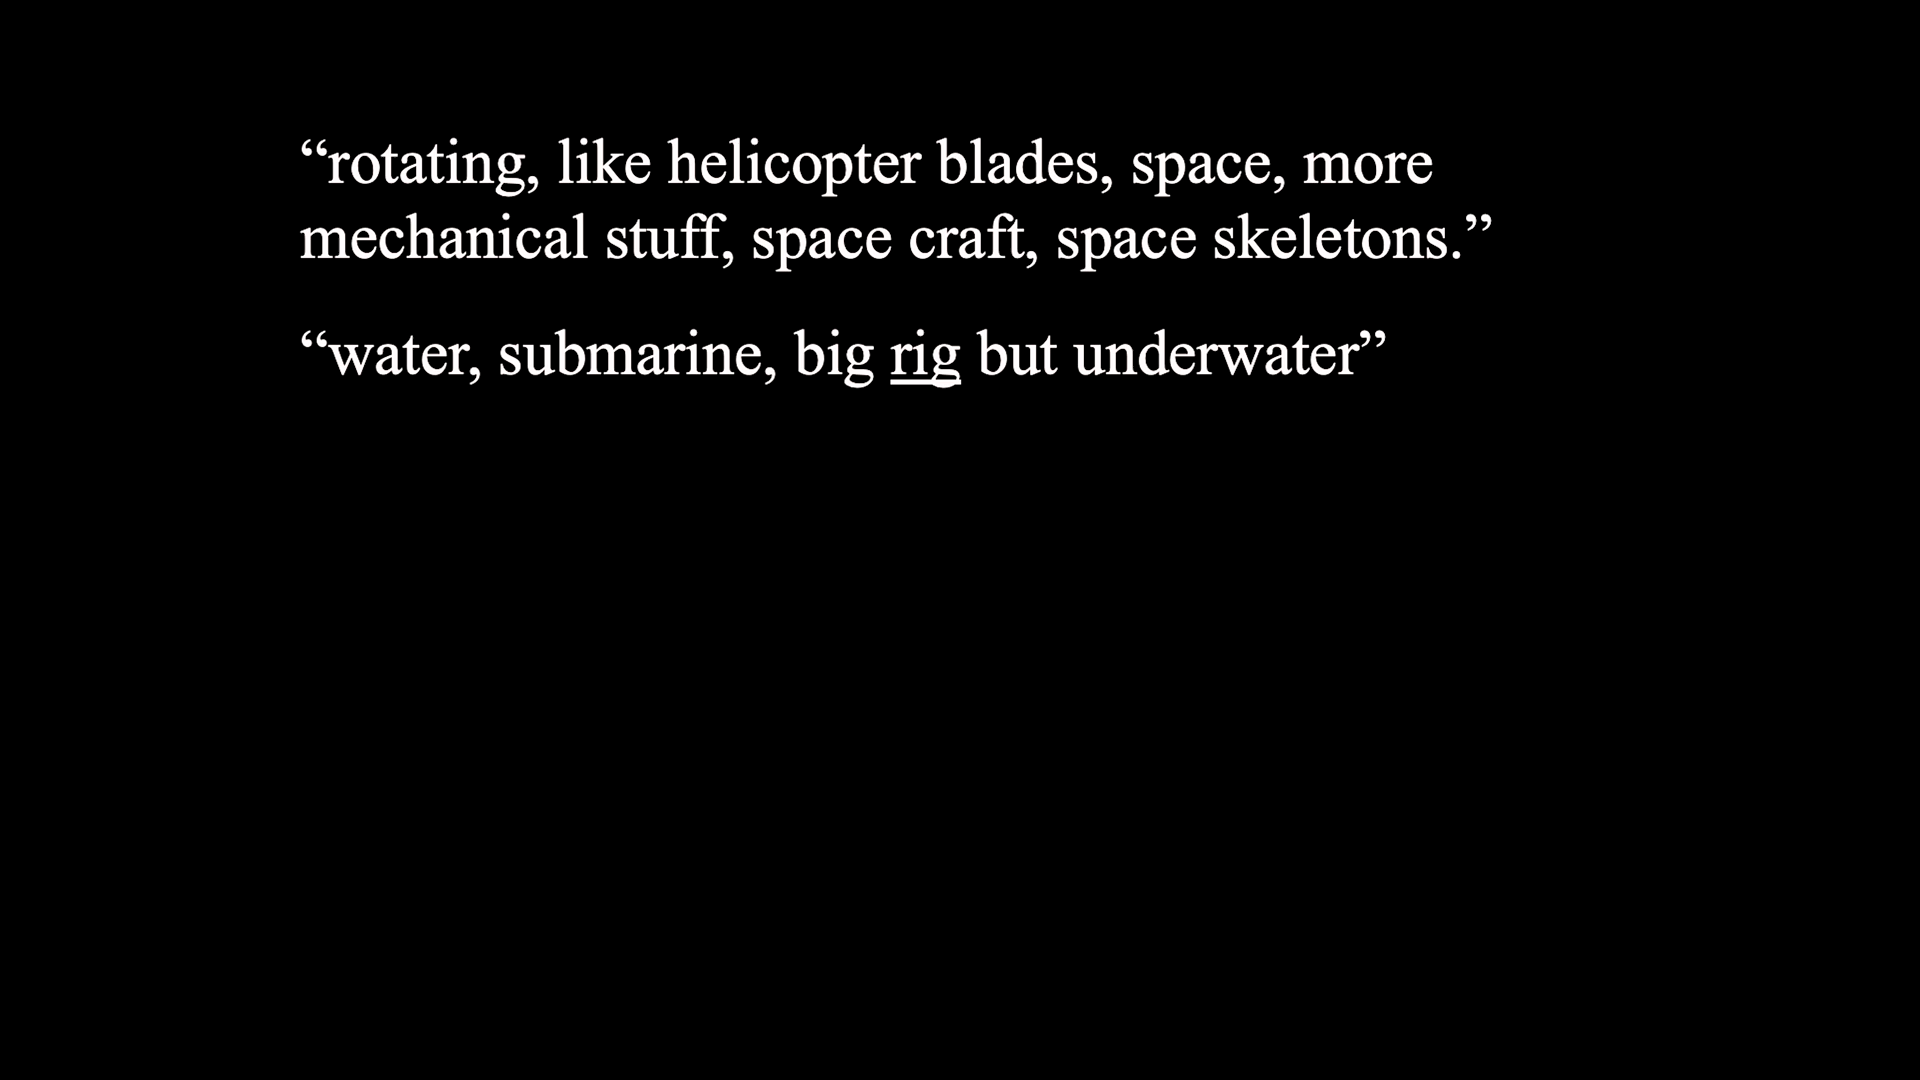 “rotating, like helicopter blades, space, more
mechanical stuff, space craft, space skeletons.”
“water, submarine, big rig but underwater”